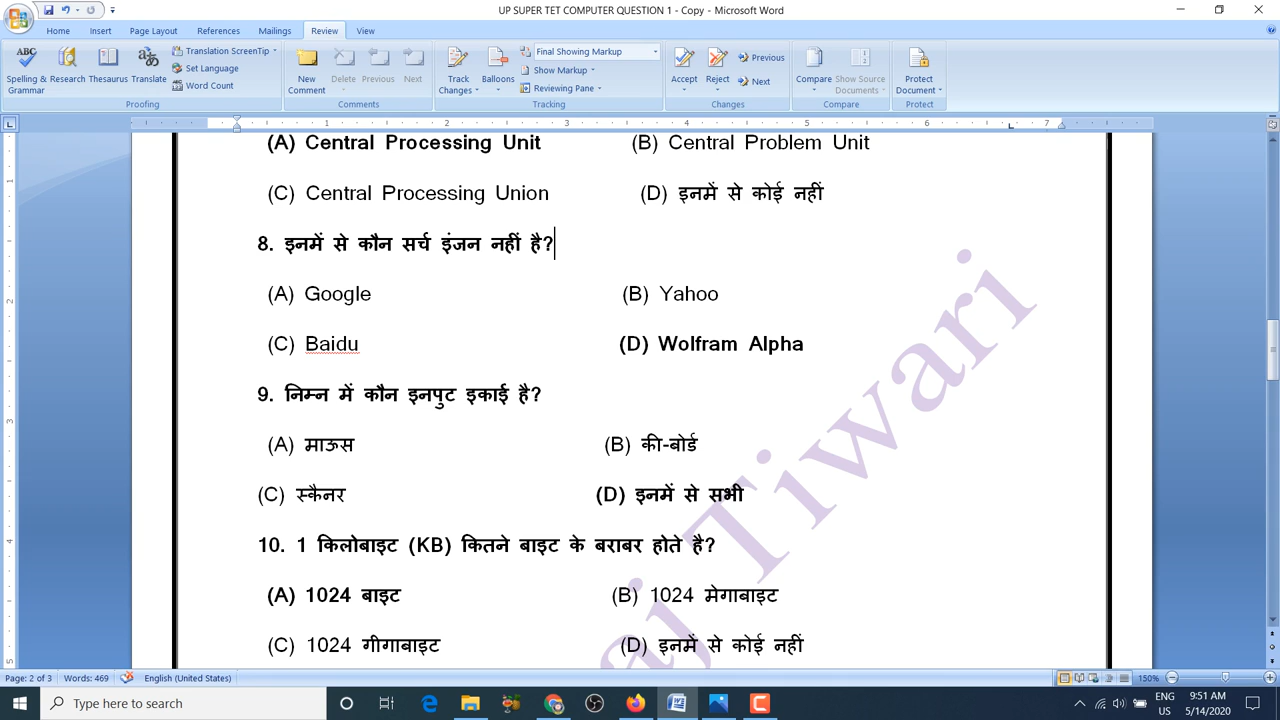 UP SUPER TET COMPUTER QUESTION 1 - Copy - Microsoft Word
Home Insert Page Layout References Mailings Review View
ABC Spelling & Grammar Research Thesaurus Translate Translation ScreenTip Set Language Word Count
New Comment Delete Previous Next
Track Changes Balloons Final Showing Markup Show Markup Reviewing Pane
Accept Reject Previous Next
Compare Show Source Documents Protect Document
Proofing Comments Tracking Changes Compare Protect
(A) Central Processing Unit (B) Central Problem Unit
(C) Central Processing Union (D) इनमें से कोई नहीं
8. इनमें से कौन सर्च इंजन नहीं है?
(A) Google (B) Yahoo
(C) Baidu (D) Wolfram Alpha
9. निम्न में कौन इनपुट इकाई है?
(A) माऊस (B) की-बोर्ड
(C) स्कैनर (D) इनमें से सभी
10. 1 किलोबाइट (KB) कितने बाइट के बराबर होते है?
(A) 1024 बाइट (B) 1024 मेगाबाइट
(C) 1024 गीगाबाइट (D) इनमें से कोई नहीं
aj Tiwari
Page: 2 of 3 Words: 469 English (United States) 150%
Type here to search
ENG 9:51 AM
US 5/14/2020